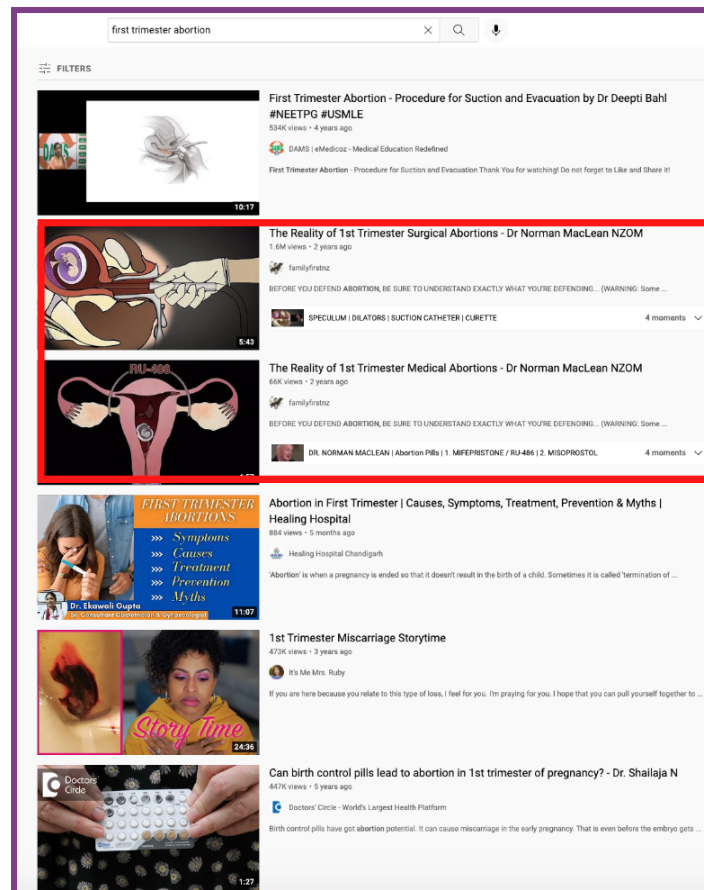 first trimester abortion
FILTERS
First Trimester Abortion - Procedure for Suction and Evacuation by Dr Deepti Bahl
#NEETPG #USMLE
534K views • 4 years ago
DAMS | eMedicoz - Medical Education Redefined
First Trimester Abortion - Procedure for Suction and Evacuation Thank You for watching! Do not forget to Like and Share it!
DAMS
10:17
The Reality of 1st Trimester Surgical Abortions - Dr Norman MacLean NZOM
1.6M views • 2 years ago
familyfirstnz
BEFORE YOU DEFEND ABORTION, BE SURE TO UNDERSTAND EXACTLY WHAT YOU'RE DEFENDING... (WARNING: Some ...
SPECULUM | DILATORS | SUCTION CATHETER | CURETTE
4 moments
5:43
RU-486
The Reality of 1st Trimester Medical Abortions - Dr Norman MacLean NZOM
66K views • 2 years ago
familyfirstnz
BEFORE YOU DEFEND ABORTION, BE SURE TO UNDERSTAND EXACTLY WHAT YOU'RE DEFENDING... (WARNING: Some ...
DR. NORMAN MACLEAN | Abortion Pills | 1. MIFEPRISTONE / RU-486 | 2. MISOPROSTOL
4 moments
FIRST TRIMESTER
ABORTIONS
>>> Symptoms
>>> Causes
>>> Treatment
>>> Prevention
>>> Myths
Dr. Ekawali Gupta
Sr. Consultant Obstetrician & Gynaecologist
11:07
Abortion in First Trimester | Causes, Symptoms, Treatment, Prevention & Myths |
Healing Hospital
884 views • 5 months ago
Healing Hospital Chandigarh
'Abortion' is when a pregnancy is ended so that it doesn't result in the birth of a child. Sometimes it is called 'termination of ...
Story Time
24:36
1st Trimester Miscarriage Storytime
473K views • 3 years ago
It's Me Mrs. Ruby
If you are here because you relate to this type of loss, I feel for you. I'm praying for you. I hope that you can pull yourself together to ...
Doctors'
Circle
1:27
Can birth control pills lead to abortion in 1st trimester of pregnancy? - Dr. Shailaja N
447K views • 5 years ago
Doctors' Circle - World's Largest Health Platform
Birth control pills have got abortion potential. It can cause miscarriage in the early pregnancy. That is even before the embryo gets ...